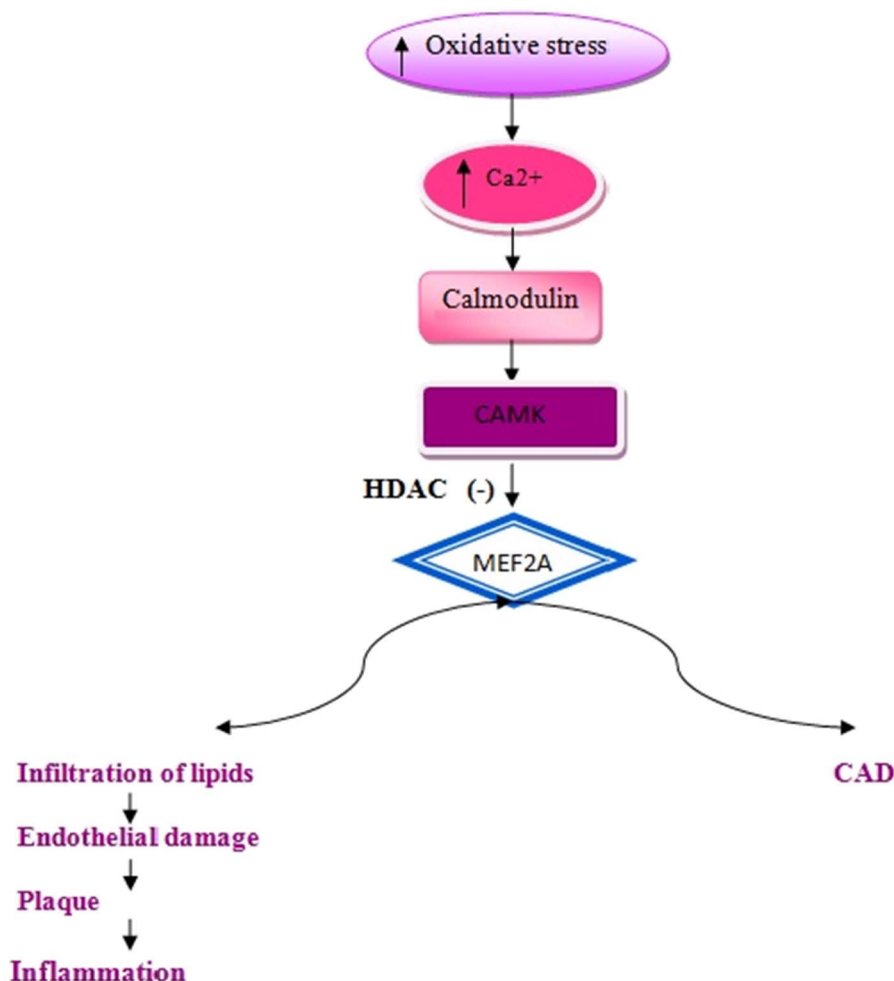 Oxidative stress
Ca2+
Calmodulin
CAMK
HDAC (-)
MEF2A
Infiltration of lipids
CAD
Endothelial damage
Plaque
Inflammation